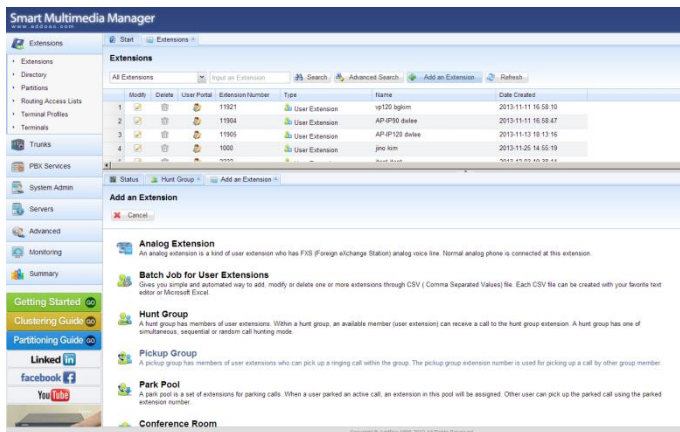 Smart Multimedia Manager
www.addpac.com
Extensions
Extensions
Directory
Partitions
Routing Access Lists
Terminal Profiles
Terminals
Trunks
PBX Services
System Admin
Servers
Advanced
Monitoring
Summary
Getting Started GO
Clustering Guide GO
Partitioning Guide GO
Linked in
facebook
You Tube
Start Extensions
Extensions
All Extensions Input an Extension Search Advanced Search Add an Extension Refresh
Modify Delete User Portal Extension Number Type Name Date Created
1 11921 User Extension vp120 bgkim 2013-11-11 16:58:10
2 11904 User Extension AP-IP90 dwlee 2013-11-11 16:58:47
3 11905 User Extension AP-IP120 dwlee 2013-11-13 18:13:16
4 1000 User Extension jino kim 2013-11-25 14:55:19
Status Hunt Group Add an Extension
Add an Extension
Cancel
Analog Extension
An analog extension is a kind of user extension who has FXS (Foreign eXchange Station) analog voice line. Normal analog phone is connected at this extension.
Batch Job for User Extensions
Gives you simple and automated way to add, modify or delete one or more extensions through CSV ( Comma Separated Values) file. Each CSV file can be created with your favorite text
editor or Microsoft Excel.
Hunt Group
A hunt group has members of user extensions. Within a hunt group, an available member (user extension) can receive a call to the hunt group extension. A hunt group has one of
simultaneous, sequential or random call hunting mode.
Pickup Group
A pickup group has members of user extensions who can pick up a ringing call within the group. The pickup group extension number is used for picking up a call by other group member.
Park Pool
A park pool is a set of extensions for parking calls. When a user parked an active call, an extension in this pool will be assigned. Other user can pick up the parked call using the parked
extension number.
Conference Room